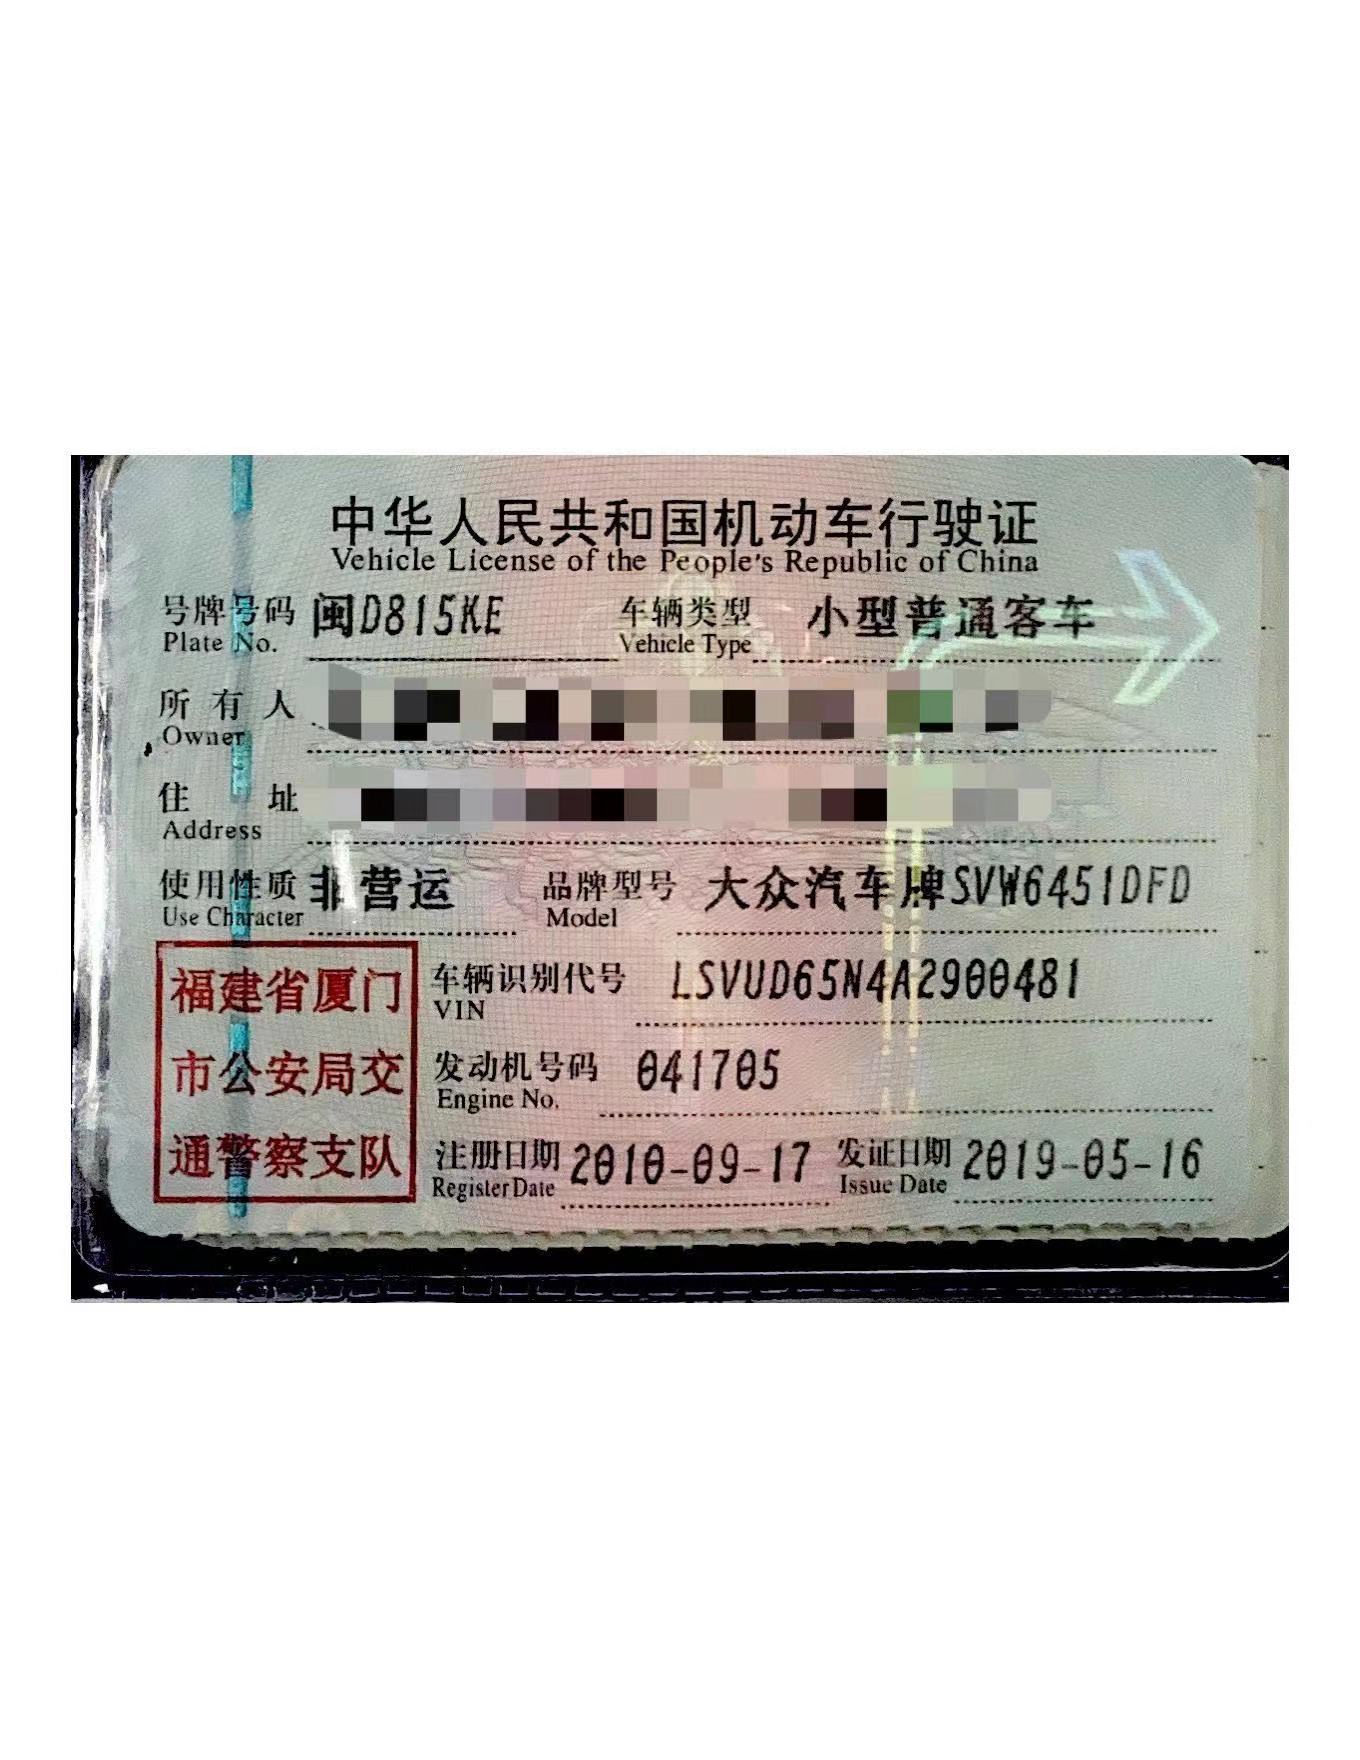 中华人民共和国机动车行驶证
Vehicle License of the People's Republic of China
号牌号码 闽D815KE 车辆类型 小型普通客车
Plate No. Vehicle Type
所有人
Owner
住址
Address
使用性质 非营运 品牌型号 大众汽车牌SVW6451DFD
Use Character Model
福建省厦门
市公安局交
通警察支队
车辆识别代号 LSVUD65N4A2900481
VIN
发动机号码 041705
Engine No.
注册日期 2010-09-17 发证日期 2019-05-16
Register Date Issue Date